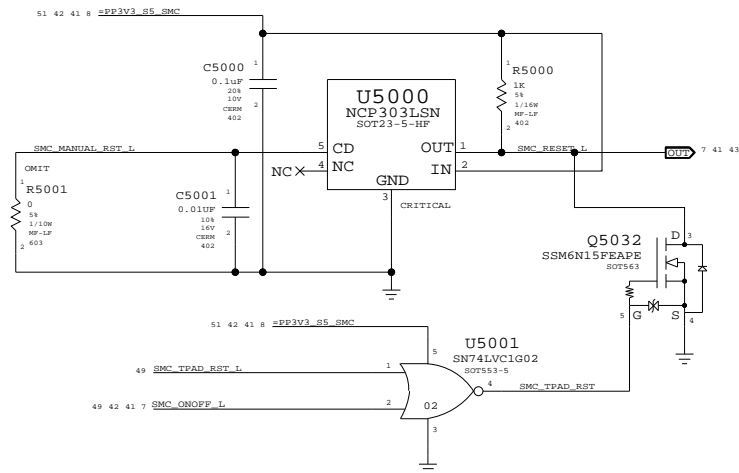 51 42 41 8 =PP3V3_S5_SMC
C5000
0.1uF
20%
10V
CERM
402
1
2
U5000
NCP303LSN
SOT23-5-HF
R5000
1K
5%
1/16W
MF-LF
402
1
2
SMC_MANUAL_RST_L
5 CD
4 NC
NC
OUT 1
IN 2
GND
3
CRITICAL
SMC_RESET_L
OUT 7 41 43
OMIT
R5001
0
5%
1/10W
MF-LF
603
1
2
C5001
0.01UF
10%
16V
CERM
402
1
2
Q5032
SSM6N15FEAPE
SOT563
D 3
5 G S
4
51 42 41 8 =PP3V3_S5_SMC
5
U5001
SN74LVC1G02
SOT553-5
49 SMC_TPAD_RST_L
1
4
SMC_TPAD_RST
49 42 41 7 SMC_ONOFF_L
2
02
3